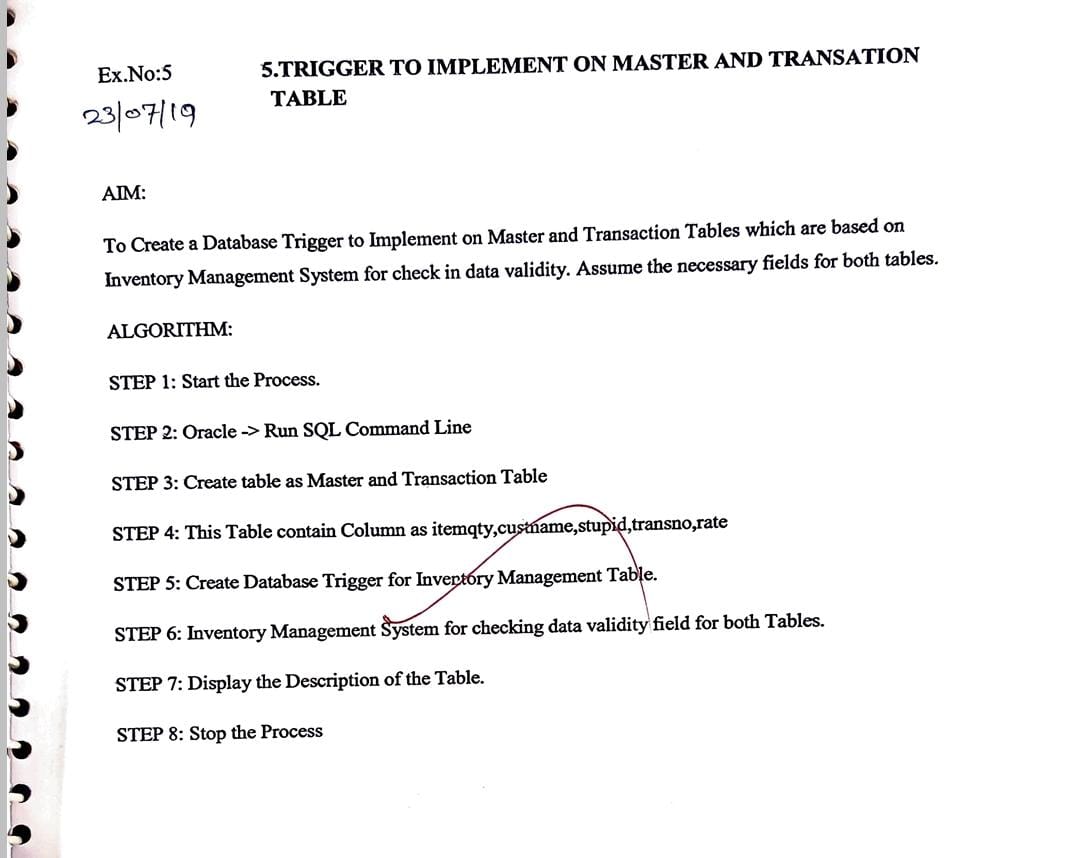 Ex.No:5
5.TRIGGER TO IMPLEMENT ON MASTER AND TRANSATION
TABLE
23/07/19
AIM:
To Create a Database Trigger to Implement on Master and Transaction Tables which are based on
Inventory Management System for check in data validity. Assume the necessary fields for both tables.
ALGORITHM:
STEP 1: Start the Process.
STEP 2: Oracle -> Run SQL Command Line
STEP 3: Create table as Master and Transaction Table
STEP 4: This Table contain Column as itemqty,custname,stupid,transno,rate
STEP 5: Create Database Trigger for Inventory Management Table.
STEP 6: Inventory Management System for checking data validity field for both Tables.
STEP 7: Display the Description of the Table.
STEP 8: Stop the Process